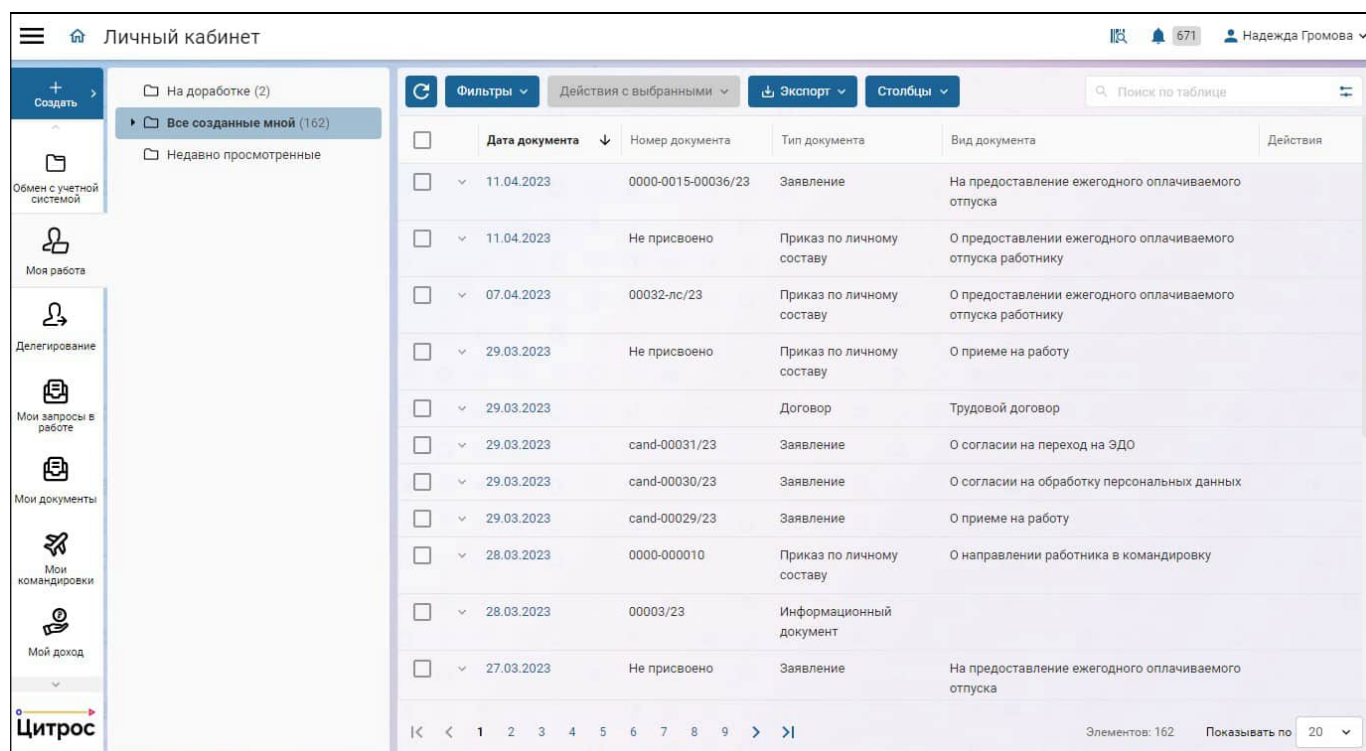 Личный кабинет
671
Надежда Громова
+
Создать
Обмен с учетной
системой
Моя работа
Делегирование
Мои запросы в
работе
Мои документы
Мои
командировки
Мой доход
Цитрос
На доработке (2)
Все созданные мной (162)
Недавно просмотренные
Фильтры
Действия с выбранными
Экспорт
Столбцы
Поиск по таблице
Дата документа Номер документа Тип документа Вид документа Действия
11.04.2023 0000-0015-00036/23 Заявление На предоставление ежегодного оплачиваемого
отпуска
11.04.2023 Не присвоено Приказ по личному О предоставлении ежегодного оплачиваемого
составу отпуска работнику
07.04.2023 00032-лс/23 Приказ по личному О предоставлении ежегодного оплачиваемого
составу отпуска работнику
29.03.2023 Не присвоено Приказ по личному О приеме на работу
составу
29.03.2023 Договор Трудовой договор
29.03.2023 cand-00031/23 Заявление О согласии на переход на ЭДО
29.03.2023 cand-00030/23 Заявление О согласии на обработку персональных данных
29.03.2023 cand-00029/23 Заявление О приеме на работу
28.03.2023 0000-000010 Приказ по личному О направлении работника в командировку
составу
28.03.2023 00003/23 Информационный
документ
27.03.2023 Не присвоено Заявление На предоставление ежегодного оплачиваемого
отпуска
1 2 3 4 5 6 7 8 9
Элементов: 162 Показывать по 20